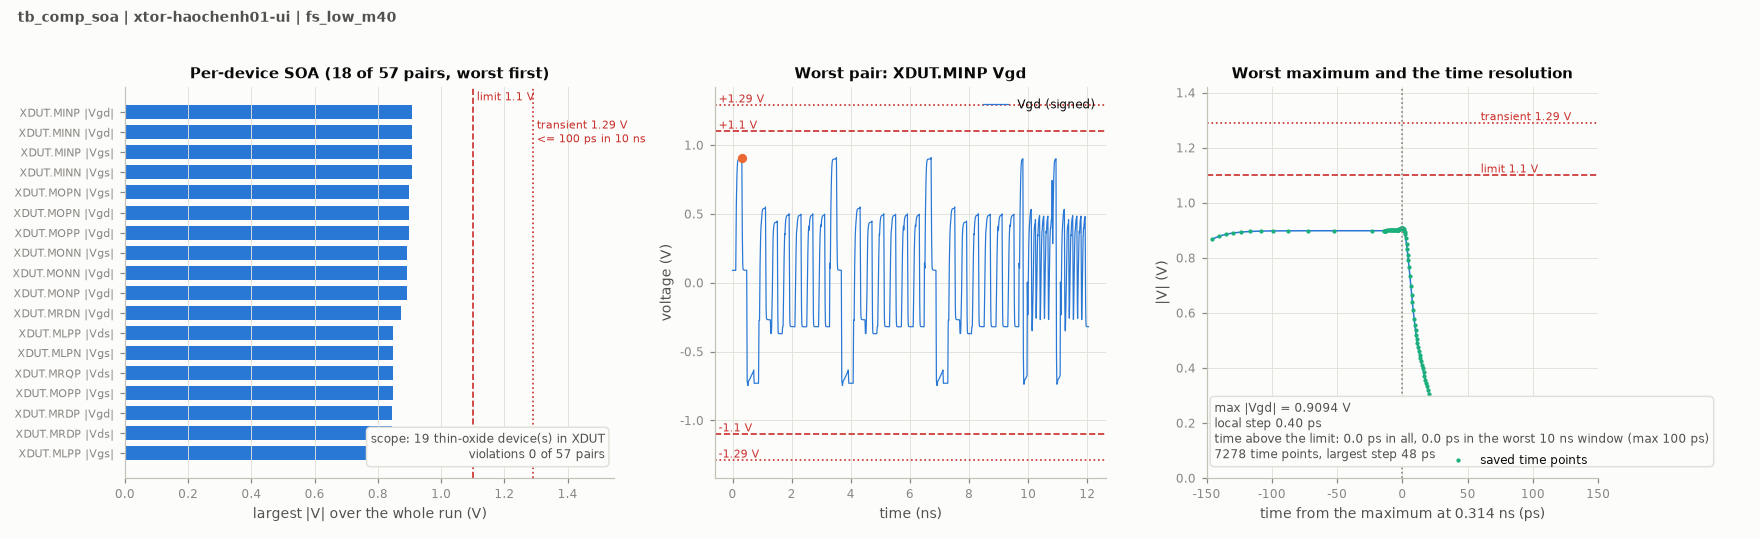 tb_comp_soa | xtor-haochenh01-ui | fs_low_m40
Per-device SOA (18 of 57 pairs, worst first)
limit 1.1 V
transient 1.29 V
<= 100 ps in 10 ns
XDUT.MINP |Vgd|
XDUT.MINN |Vgd|
XDUT.MINP |Vgs|
XDUT.MINN |Vgs|
XDUT.MOPN |Vgs|
XDUT.MOPN |Vgd|
XDUT.MOPP |Vgd|
XDUT.MONN |Vgs|
XDUT.MONN |Vgd|
XDUT.MONP |Vgd|
XDUT.MRDN |Vgd|
XDUT.MLPP |Vds|
XDUT.MLPN |Vgs|
XDUT.MRQP |Vds|
XDUT.MOPP |Vgs|
XDUT.MRDP |Vgd|
XDUT.MRDP |Vds|
XDUT.MLPP |Vgs|
scope: 19 thin-oxide device(s) in XDUT
violations 0 of 57 pairs
0.0 0.2 0.4 0.6 0.8 1.0 1.2 1.4
largest |V| over the whole run (V)
Worst pair: XDUT.MINP Vgd
+1.29 V
Vgd (signed)
+1.1 V
1.0
0.5
0.0
-0.5
-1.0
voltage (V)
-1.1 V
-1.29 V
0 2 4 6 8 10 12
time (ns)
Worst maximum and the time resolution
1.4
1.2
1.0
0.8
0.6
0.4
0.2
0.0
|V| (V)
transient 1.29 V
limit 1.1 V
max |Vgd| = 0.9094 V
local step 0.40 ps
time above the limit: 0.0 ps in all, 0.0 ps in the worst 10 ns window (max 100 ps)
7278 time points, largest step 48 ps
saved time points
-150 -100 -50 0 50 100 150
time from the maximum at 0.314 ns (ps)